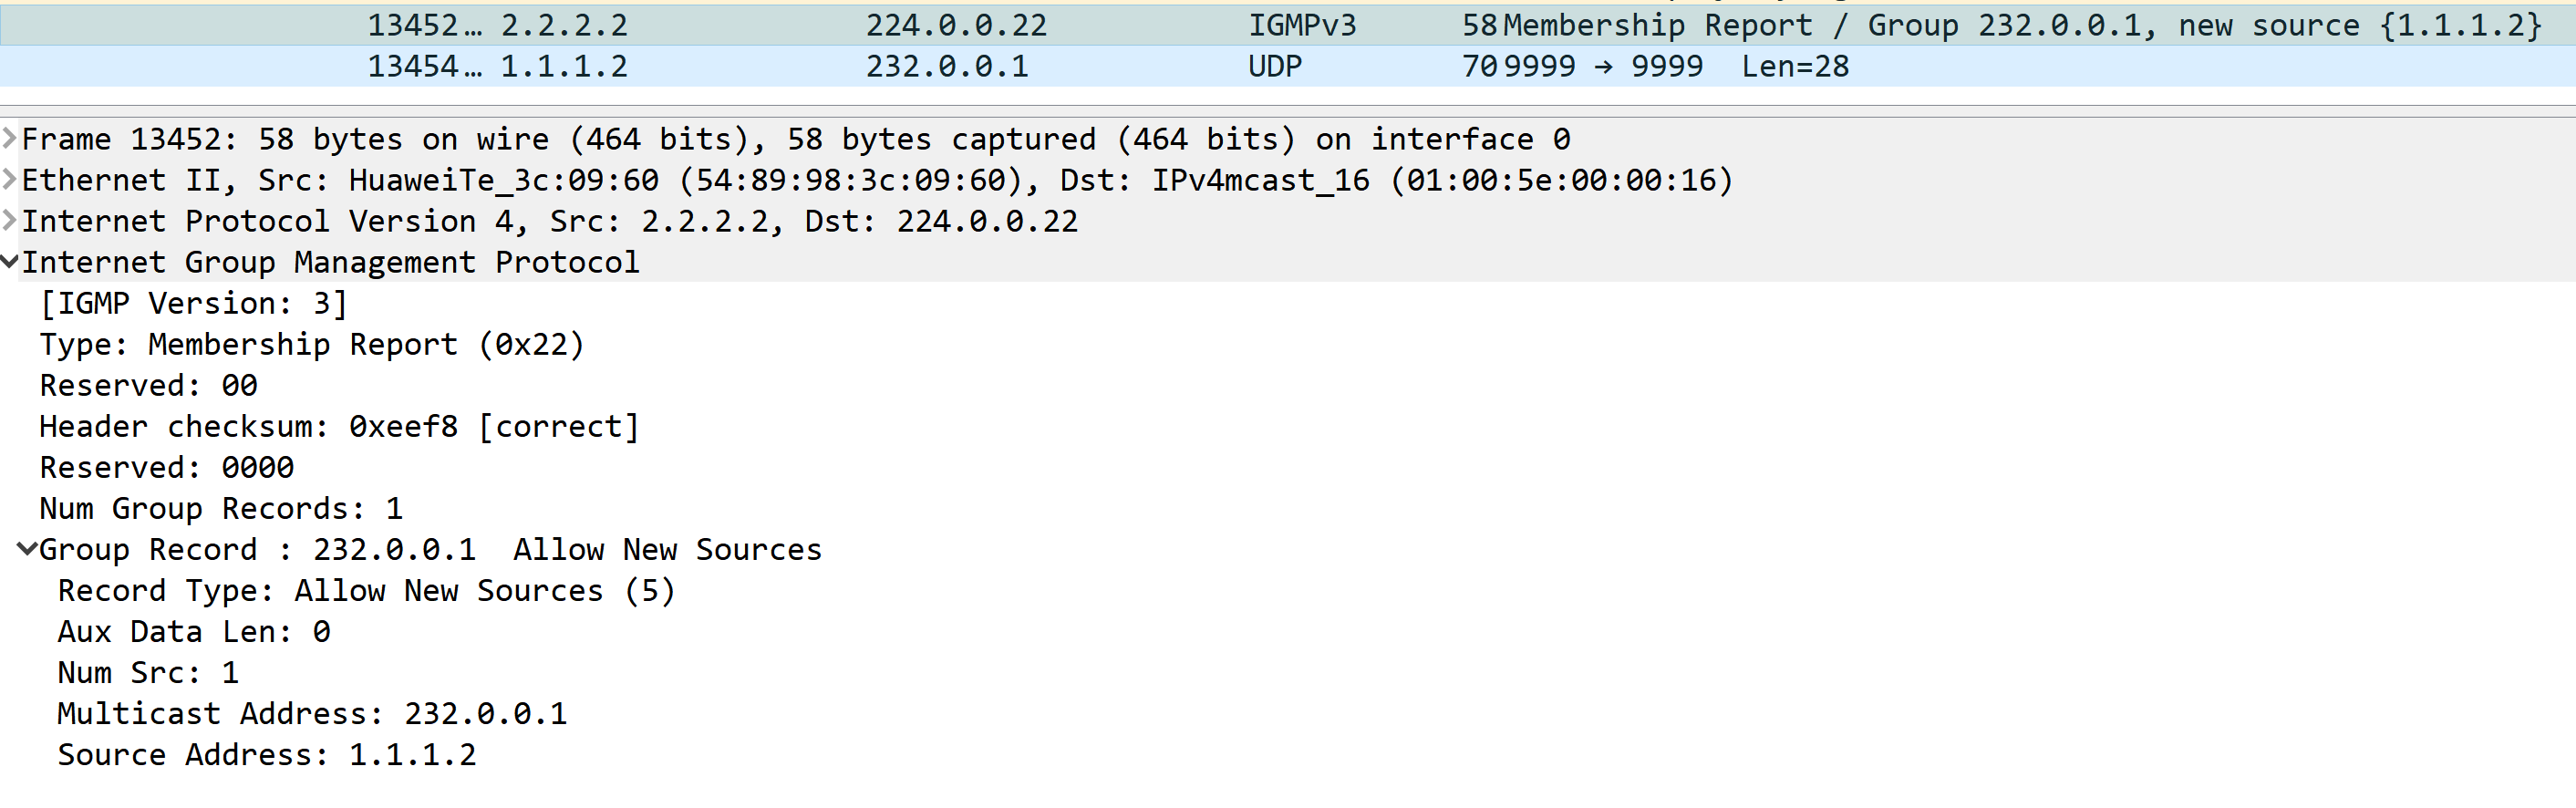 13452… 2.2.2.2 224.0.0.22 IGMPv3 58 Membership Report / Group 232.0.0.1, new source {1.1.1.2}
13454… 1.1.1.2 232.0.0.1 UDP 70 9999 → 9999 Len=28
Frame 13452: 58 bytes on wire (464 bits), 58 bytes captured (464 bits) on interface 0
Ethernet II, Src: HuaweiTe_3c:09:60 (54:89:98:3c:09:60), Dst: IPv4mcast_16 (01:00:5e:00:00:16)
Internet Protocol Version 4, Src: 2.2.2.2, Dst: 224.0.0.22
Internet Group Management Protocol
[IGMP Version: 3]
Type: Membership Report (0x22)
Reserved: 00
Header checksum: 0xeef8 [correct]
Reserved: 0000
Num Group Records: 1
Group Record : 232.0.0.1 Allow New Sources
Record Type: Allow New Sources (5)
Aux Data Len: 0
Num Src: 1
Multicast Address: 232.0.0.1
Source Address: 1.1.1.2